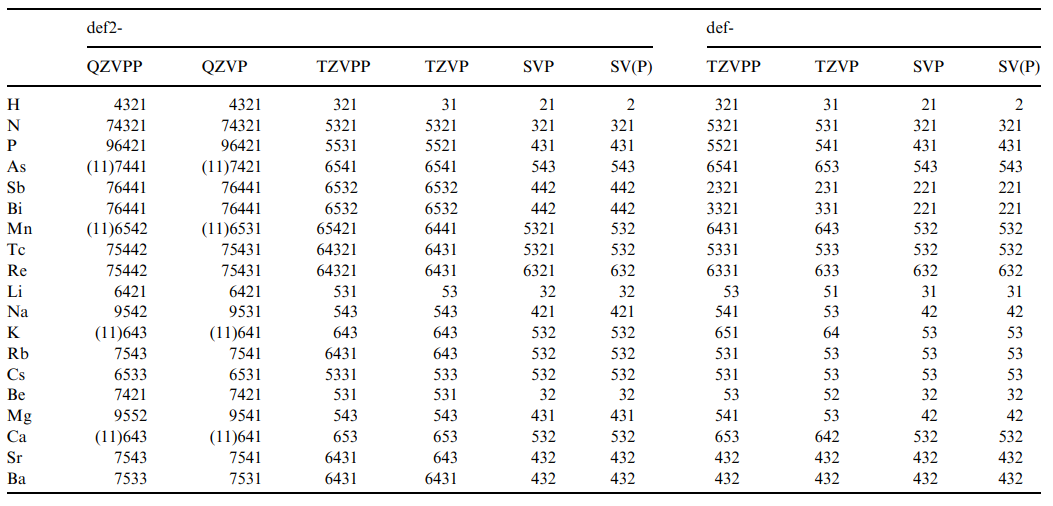 def2- def-
QZVPP QZVP TZVPP TZVP SVP SV(P) TZVPP TZVP SVP SV(P)
H 4321 4321 321 31 21 2 321 31 21 2
N 74321 74321 5321 5321 321 321 5321 531 321 321
P 96421 96421 5531 5521 431 431 5521 541 431 431
As (11)7441 (11)7421 6541 6541 543 543 6541 653 543 543
Sb 76441 76441 6532 6532 442 442 2321 231 221 221
Bi 76441 76441 6532 6532 442 442 3321 331 221 221
Mn (11)6542 (11)6531 65421 6441 5321 532 6431 643 532 532
Tc 75442 75431 64321 6431 5321 532 5331 533 532 532
Re 75442 75431 64321 6431 6321 632 6331 633 632 632
Li 6421 6421 531 53 32 32 53 51 31 31
Na 9542 9531 543 543 421 421 541 53 42 42
K (11)643 (11)641 643 643 532 532 651 64 53 53
Rb 7543 7541 6431 643 532 532 531 53 53 53
Cs 6533 6531 5331 533 532 532 531 53 53 53
Be 7421 7421 531 531 32 32 53 52 32 32
Mg 9552 9541 543 543 431 431 541 53 42 42
Ca (11)643 (11)641 653 653 532 532 653 642 532 532
Sr 7543 7541 6431 643 432 432 432 432 432 432
Ba 7533 7531 6431 6431 432 432 432 432 432 432